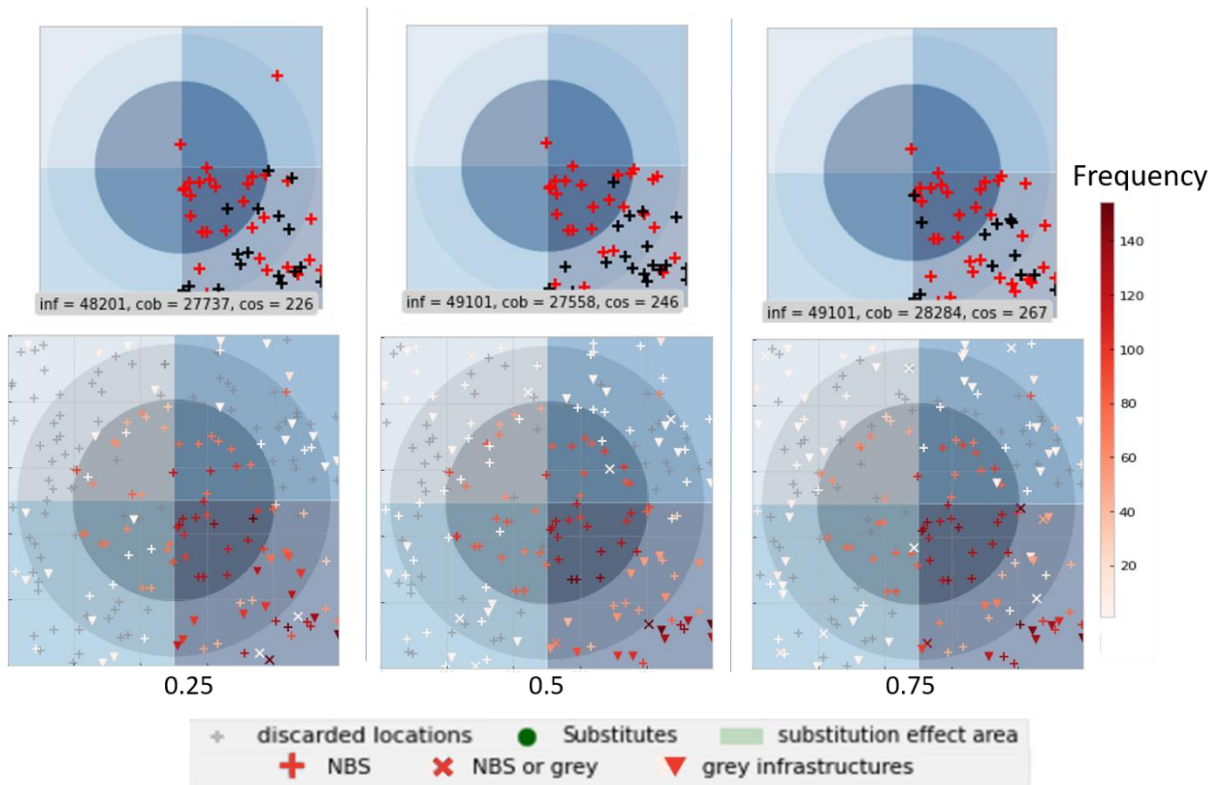 Frequency
140
120
100
80
60
40
20
inf = 48201, cob = 27737, cos = 226
inf = 49101, cob = 27558, cos = 246
inf = 49101, cob = 28284, cos = 267
0.25
0.5
0.75
discarded locations Substitutes substitution effect area
NBS NBS or grey grey infrastructures